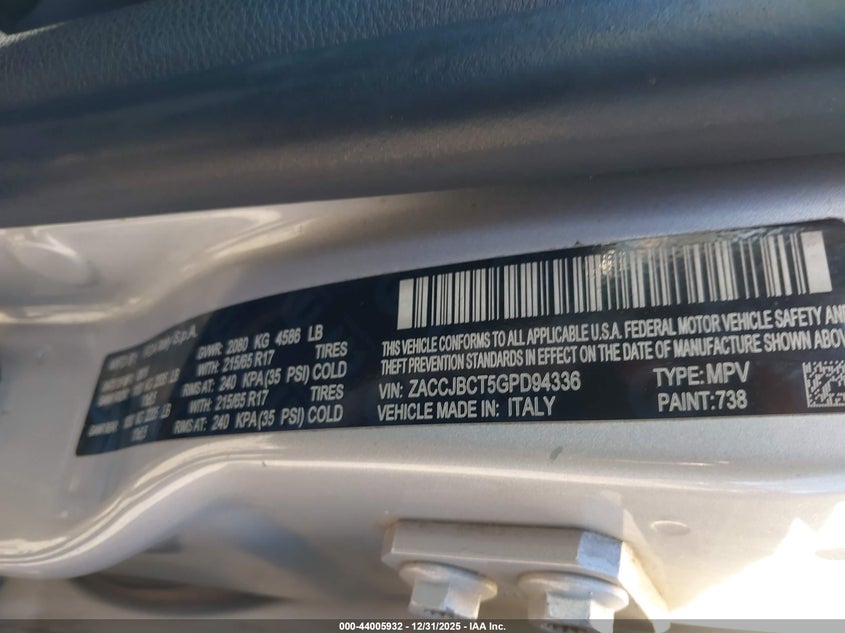 S.p.A.
GVWR: 2080 KG 4586 LB
WITH: 215/65 R17 TIRES
RIMS AT: 240 KPA(35 PSI) COLD
WITH: 215/65 R17 TIRES
RIMS AT: 240 KPA(35 PSI) COLD
THIS VEHICLE CONFORMS TO ALL APPLICABLE U.S.A. FEDERAL MOTOR VEHICLE SAFETY AND
THEFT PREVENTION STANDARDS IN EFFECT ON THE DATE OF MANUFACTURE SHOWN ABOVE
VIN: ZACCJBCT5GPD94336 TYPE: MPV
VEHICLE MADE IN: ITALY PAINT:738
000-44005932 - 12/31/2025 - IAA Inc.